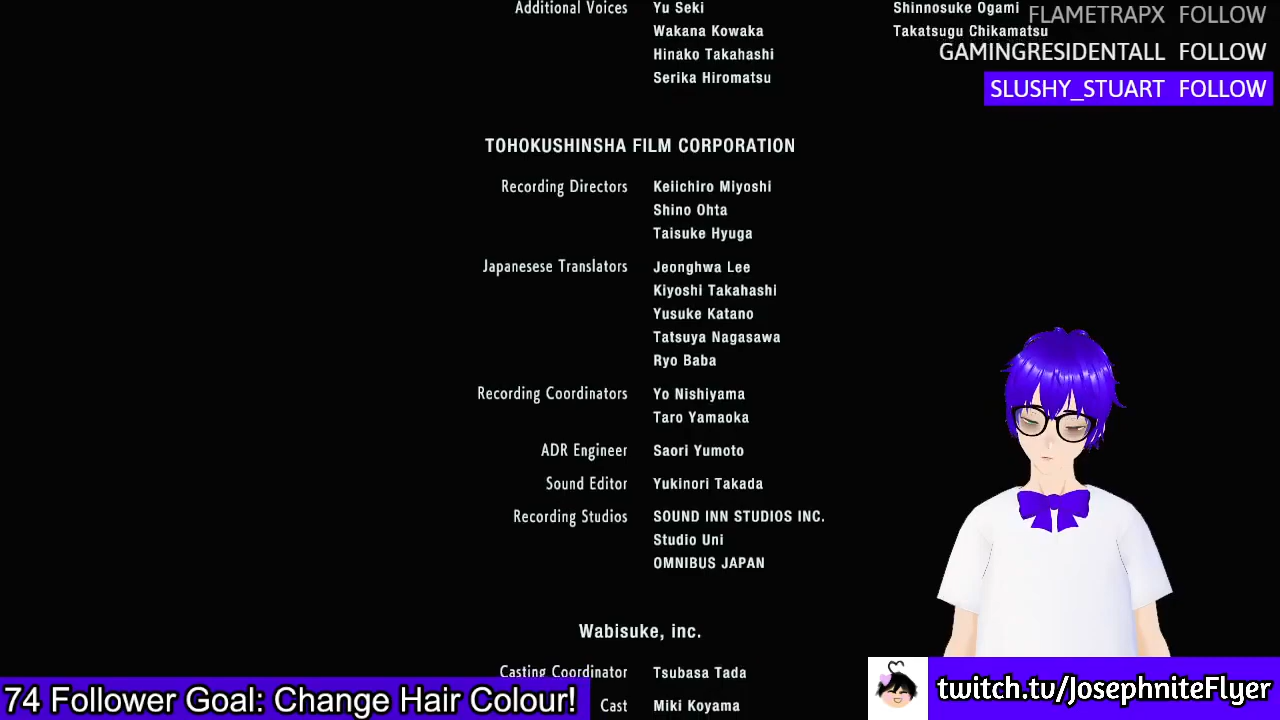 Additional Voices Yu Seki Shinnosuke Ogami
FLAMETRAPX FOLLOW
Wakana Kowaka Takatsugu Chikamatsu
GAMINGRESIDENTALL FOLLOW
Hinako Takahashi
Serika Hiromatsu
SLUSHY_STUART FOLLOW
TOHOKUSHINSHA FILM CORPORATION
Recording Directors Keiichiro Miyoshi
Shino Ohta
Taisuke Hyuga
Japanesese Translators Jeonghwa Lee
Kiyoshi Takahashi
Yusuke Katano
Tatsuya Nagasawa
Ryo Baba
Recording Coordinators Yo Nishiyama
Taro Yamaoka
ADR Engineer Saori Yumoto
Sound Editor Yukinori Takada
Recording Studios SOUND INN STUDIOS INC.
Studio Uni
OMNIBUS JAPAN
Wabisuke, inc.
Casting Coordinator Tsubasa Tada
Cast Miki Koyama
74 Follower Goal: Change Hair Colour!
twitch.tv/JosephniteFlyer